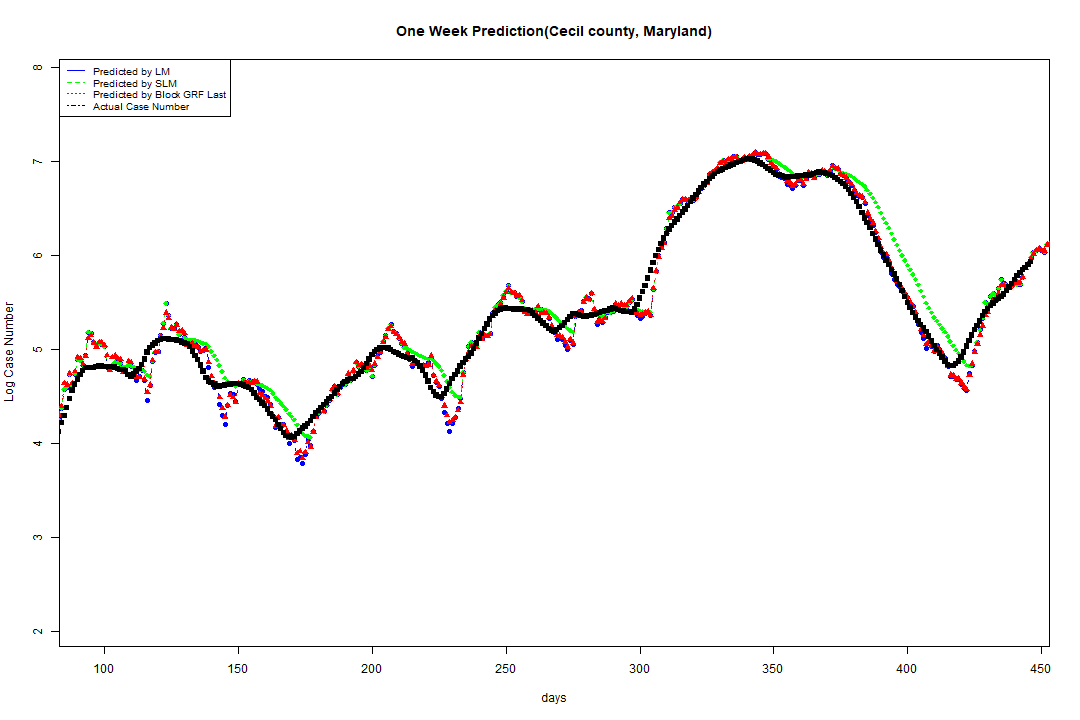 One Week Prediction(Cecil county, Maryland)
Predicted by LM
Predicted by SLM
Predicted by Block GRF Last
Actual Case Number
Log Case Number
8
7
6
5
4
3
2
100 150 200 250 300 350 400 450
days